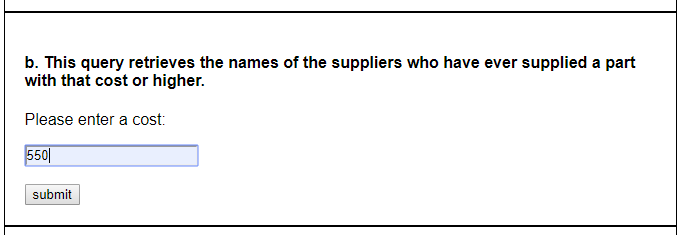 b. This query retrieves the names of the suppliers who have ever supplied a part
with that cost or higher.
Please enter a cost:
550
submit